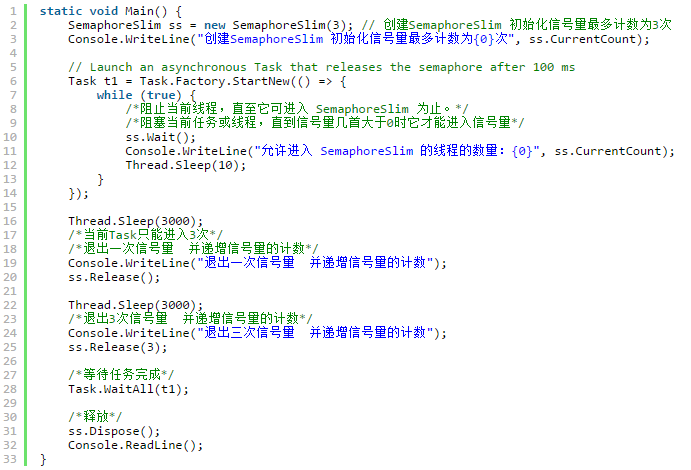 1 static void Main() {
2     SemaphoreSlim ss = new SemaphoreSlim(3); // 创建SemaphoreSlim 初始化信号量最多计数为3次
3     Console.WriteLine("创建SemaphoreSlim 初始化信号量最多计数为{0}次", ss.CurrentCount);
4
5     // Launch an asynchronous Task that releases the semaphore after 100 ms
6     Task t1 = Task.Factory.StartNew(() => {
7         while (true) {
8             /*阻止当前线程，直至它可进入 SemaphoreSlim 为止。*/
9             /*阻塞当前任务或线程，直到信号量几首大于0时它才能进入信号量*/
10             ss.Wait();
11             Console.WriteLine("允许进入 SemaphoreSlim 的线程的数量：{0}", ss.CurrentCount);
12             Thread.Sleep(10);
13         }
14     });
15
16     Thread.Sleep(3000);
17     /*当前Task只能进入3次*/
18     /*退出一次信号量  并递增信号量的计数*/
19     Console.WriteLine("退出一次信号量  并递增信号量的计数");
20     ss.Release();
21
22     Thread.Sleep(3000);
23     /*退出3次信号量  并递增信号量的计数*/
24     Console.WriteLine("退出三次信号量  并递增信号量的计数");
25     ss.Release(3);
26
27     /*等待任务完成*/
28     Task.WaitAll(t1);
29
30     /*释放*/
31     ss.Dispose();
32     Console.ReadLine();
33 }